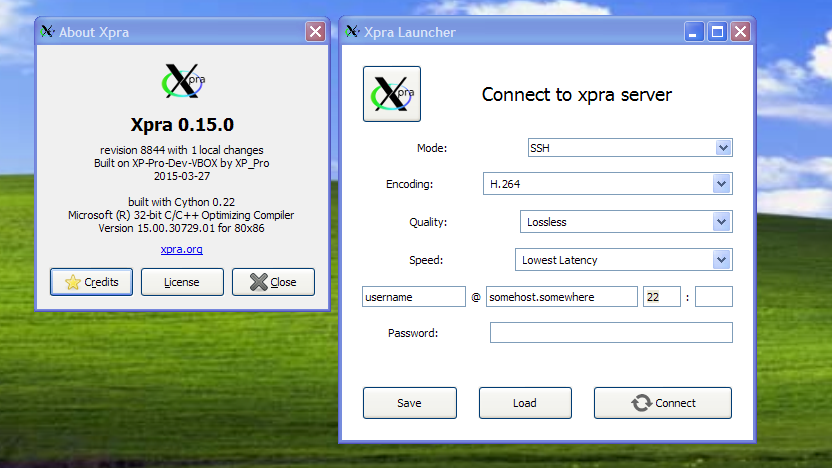 About Xpra
Xpra
Xpra 0.15.0
revision 8844 with 1 local changes
Built on XP-Pro-Dev-VBOX by XP_Pro
2015-03-27
built with Cython 0.22
Microsoft (R) 32-bit C/C++ Optimizing Compiler
Version 15.00.30729.01 for 80x86
xpra.org
Credits License Close
Xpra Launcher
Xpra
Connect to xpra server
Mode: SSH
Encoding: H.264
Quality: Lossless
Speed: Lowest Latency
username @ somehost.somewhere 22 :
Password:
Save Load Connect